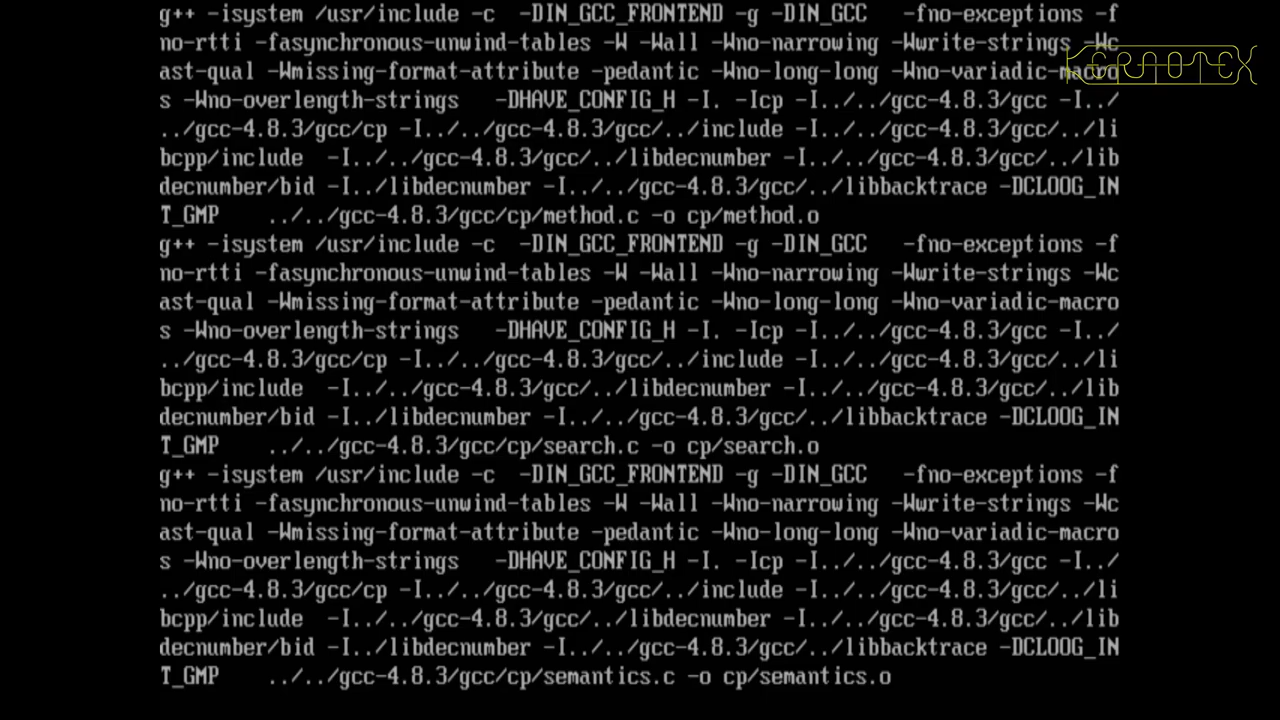 g++ -isystem /usr/include -c  -DIN_GCC_FRONTEND -g -DIN_GCC   -fno-exceptions -f
no-rtti -fasynchronous-unwind-tables -W -Wall -Wno-narrowing -Wwrite-strings -Wc
ast-qual -Wmissing-format-attribute -pedantic -Wno-long-long -Wno-variadic-macro
s -Wno-overlength-strings   -DHAVE_CONFIG_H -I. -Icp -I../../gcc-4.8.3/gcc -I../
../gcc-4.8.3/gcc/cp -I../../gcc-4.8.3/gcc/../include -I../../gcc-4.8.3/gcc/../li
bcpp/include  -I../../gcc-4.8.3/gcc/../libdecnumber -I../../gcc-4.8.3/gcc/../lib
decnumber/bid -I../libdecnumber -I../../gcc-4.8.3/gcc/../libbacktrace -DCLOOG_IN
T_GMP    ../../gcc-4.8.3/gcc/cp/method.c -o cp/method.o
g++ -isystem /usr/include -c  -DIN_GCC_FRONTEND -g -DIN_GCC   -fno-exceptions -f
no-rtti -fasynchronous-unwind-tables -W -Wall -Wno-narrowing -Wwrite-strings -Wc
ast-qual -Wmissing-format-attribute -pedantic -Wno-long-long -Wno-variadic-macro
s -Wno-overlength-strings   -DHAVE_CONFIG_H -I. -Icp -I../../gcc-4.8.3/gcc -I../
../gcc-4.8.3/gcc/cp -I../../gcc-4.8.3/gcc/../include -I../../gcc-4.8.3/gcc/../li
bcpp/include  -I../../gcc-4.8.3/gcc/../libdecnumber -I../../gcc-4.8.3/gcc/../lib
decnumber/bid -I../libdecnumber -I../../gcc-4.8.3/gcc/../libbacktrace -DCLOOG_IN
T_GMP    ../../gcc-4.8.3/gcc/cp/search.c -o cp/search.o
g++ -isystem /usr/include -c  -DIN_GCC_FRONTEND -g -DIN_GCC   -fno-exceptions -f
no-rtti -fasynchronous-unwind-tables -W -Wall -Wno-narrowing -Wwrite-strings -Wc
ast-qual -Wmissing-format-attribute -pedantic -Wno-long-long -Wno-variadic-macro
s -Wno-overlength-strings   -DHAVE_CONFIG_H -I. -Icp -I../../gcc-4.8.3/gcc -I../
../gcc-4.8.3/gcc/cp -I../../gcc-4.8.3/gcc/../include -I../../gcc-4.8.3/gcc/../li
bcpp/include  -I../../gcc-4.8.3/gcc/../libdecnumber -I../../gcc-4.8.3/gcc/../lib
decnumber/bid -I../libdecnumber -I../../gcc-4.8.3/gcc/../libbacktrace -DCLOOG_IN
T_GMP    ../../gcc-4.8.3/gcc/cp/semantics.c -o cp/semantics.o